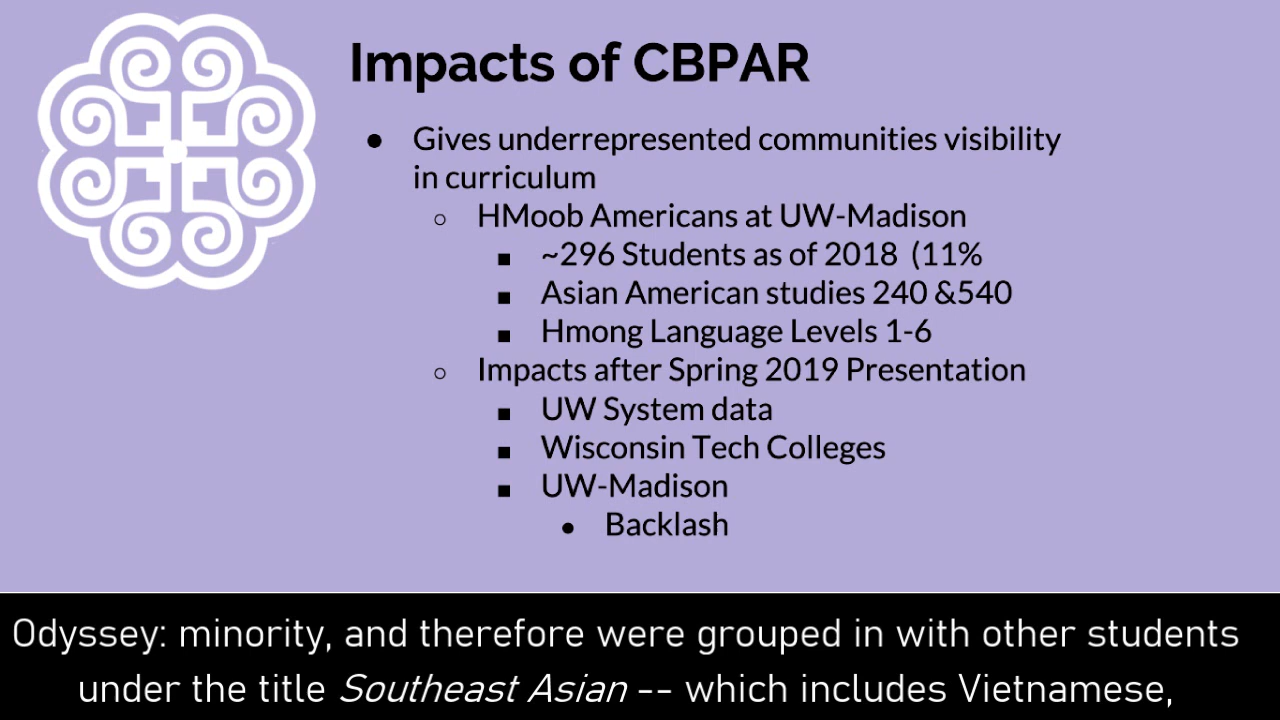 Impacts of CBPAR
● Gives underrepresented communities visibility
in curriculum
○ HMoob Americans at UW-Madison
■ ~296 Students as of 2018 (11%
■ Asian American studies 240 &540
■ Hmong Language Levels 1-6
○ Impacts after Spring 2019 Presentation
■ UW System data
■ Wisconsin Tech Colleges
■ UW-Madison
● Backlash
Odyssey: minority, and therefore were grouped in with other students
under the title Southeast Asian -- which includes Vietnamese,